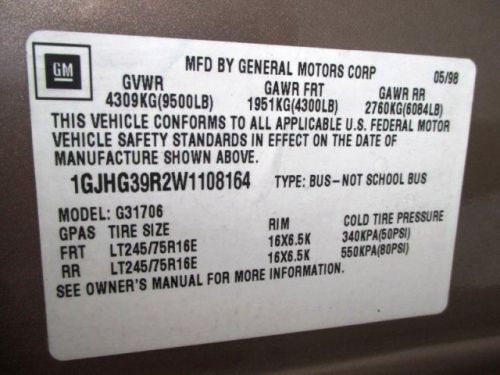 GM
MFD BY GENERAL MOTORS CORP 05/98
GVWR GAWR FRT GAWR RR
4309KG(9500LB) 1951KG(4300LB) 2760KG(6084LB)
THIS VEHICLE CONFORMS TO ALL APPLICABLE U.S. FEDERAL MOTOR
VEHICLE SAFETY STANDARDS IN EFFECT ON THE DATE OF
MANUFACTURE SHOWN ABOVE.
1GJHG39R2W1108164 TYPE: BUS-NOT SCHOOL BUS
MODEL: G31706
GPAS TIRE SIZE RIM COLD TIRE PRESSURE
FRT LT245/75R16E 16X6.5K 340KPA(50PSI)
RR LT245/75R16E 16X6.5K 550KPA(80PSI)
SEE OWNER'S MANUAL FOR MORE INFORMATION.